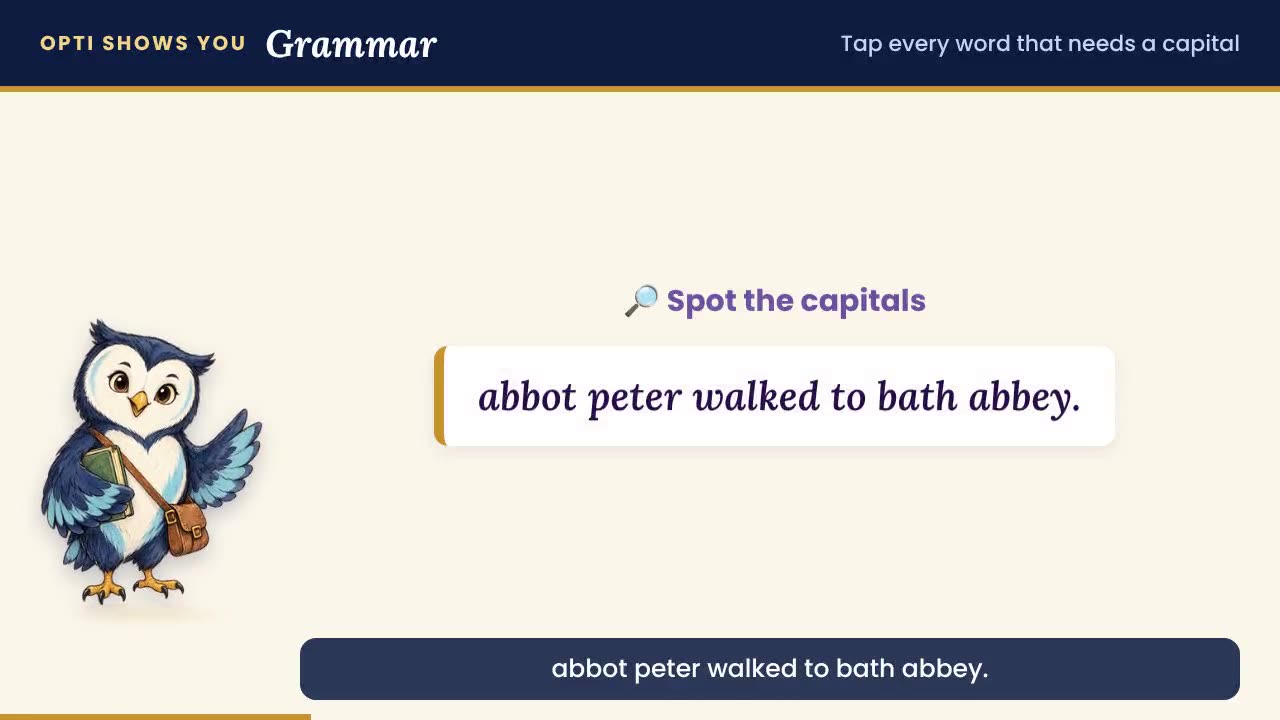 OPTI SHOWS YOU Grammar
Tap every word that needs a capital
🔎 Spot the capitals
abbot peter walked to bath abbey.
abbot peter walked to bath abbey.